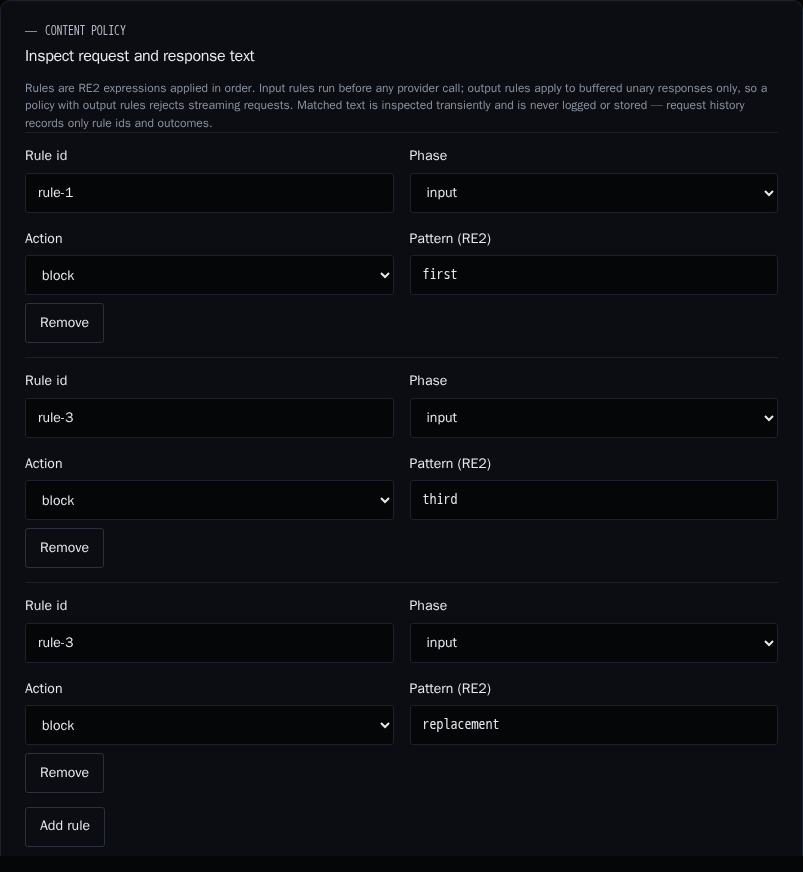 — CONTENT POLICY
Inspect request and response text
Rules are RE2 expressions applied in order. Input rules run before any provider call; output rules apply to buffered unary responses only, so a
policy with output rules rejects streaming requests. Matched text is inspected transiently and is never logged or stored — request history
records only rule ids and outcomes.
Rule id Phase
rule-1 input
Action Pattern (RE2)
block first
Remove
Rule id Phase
rule-3 input
Action Pattern (RE2)
block third
Remove
Rule id Phase
rule-3 input
Action Pattern (RE2)
block replacement
Remove
Add rule